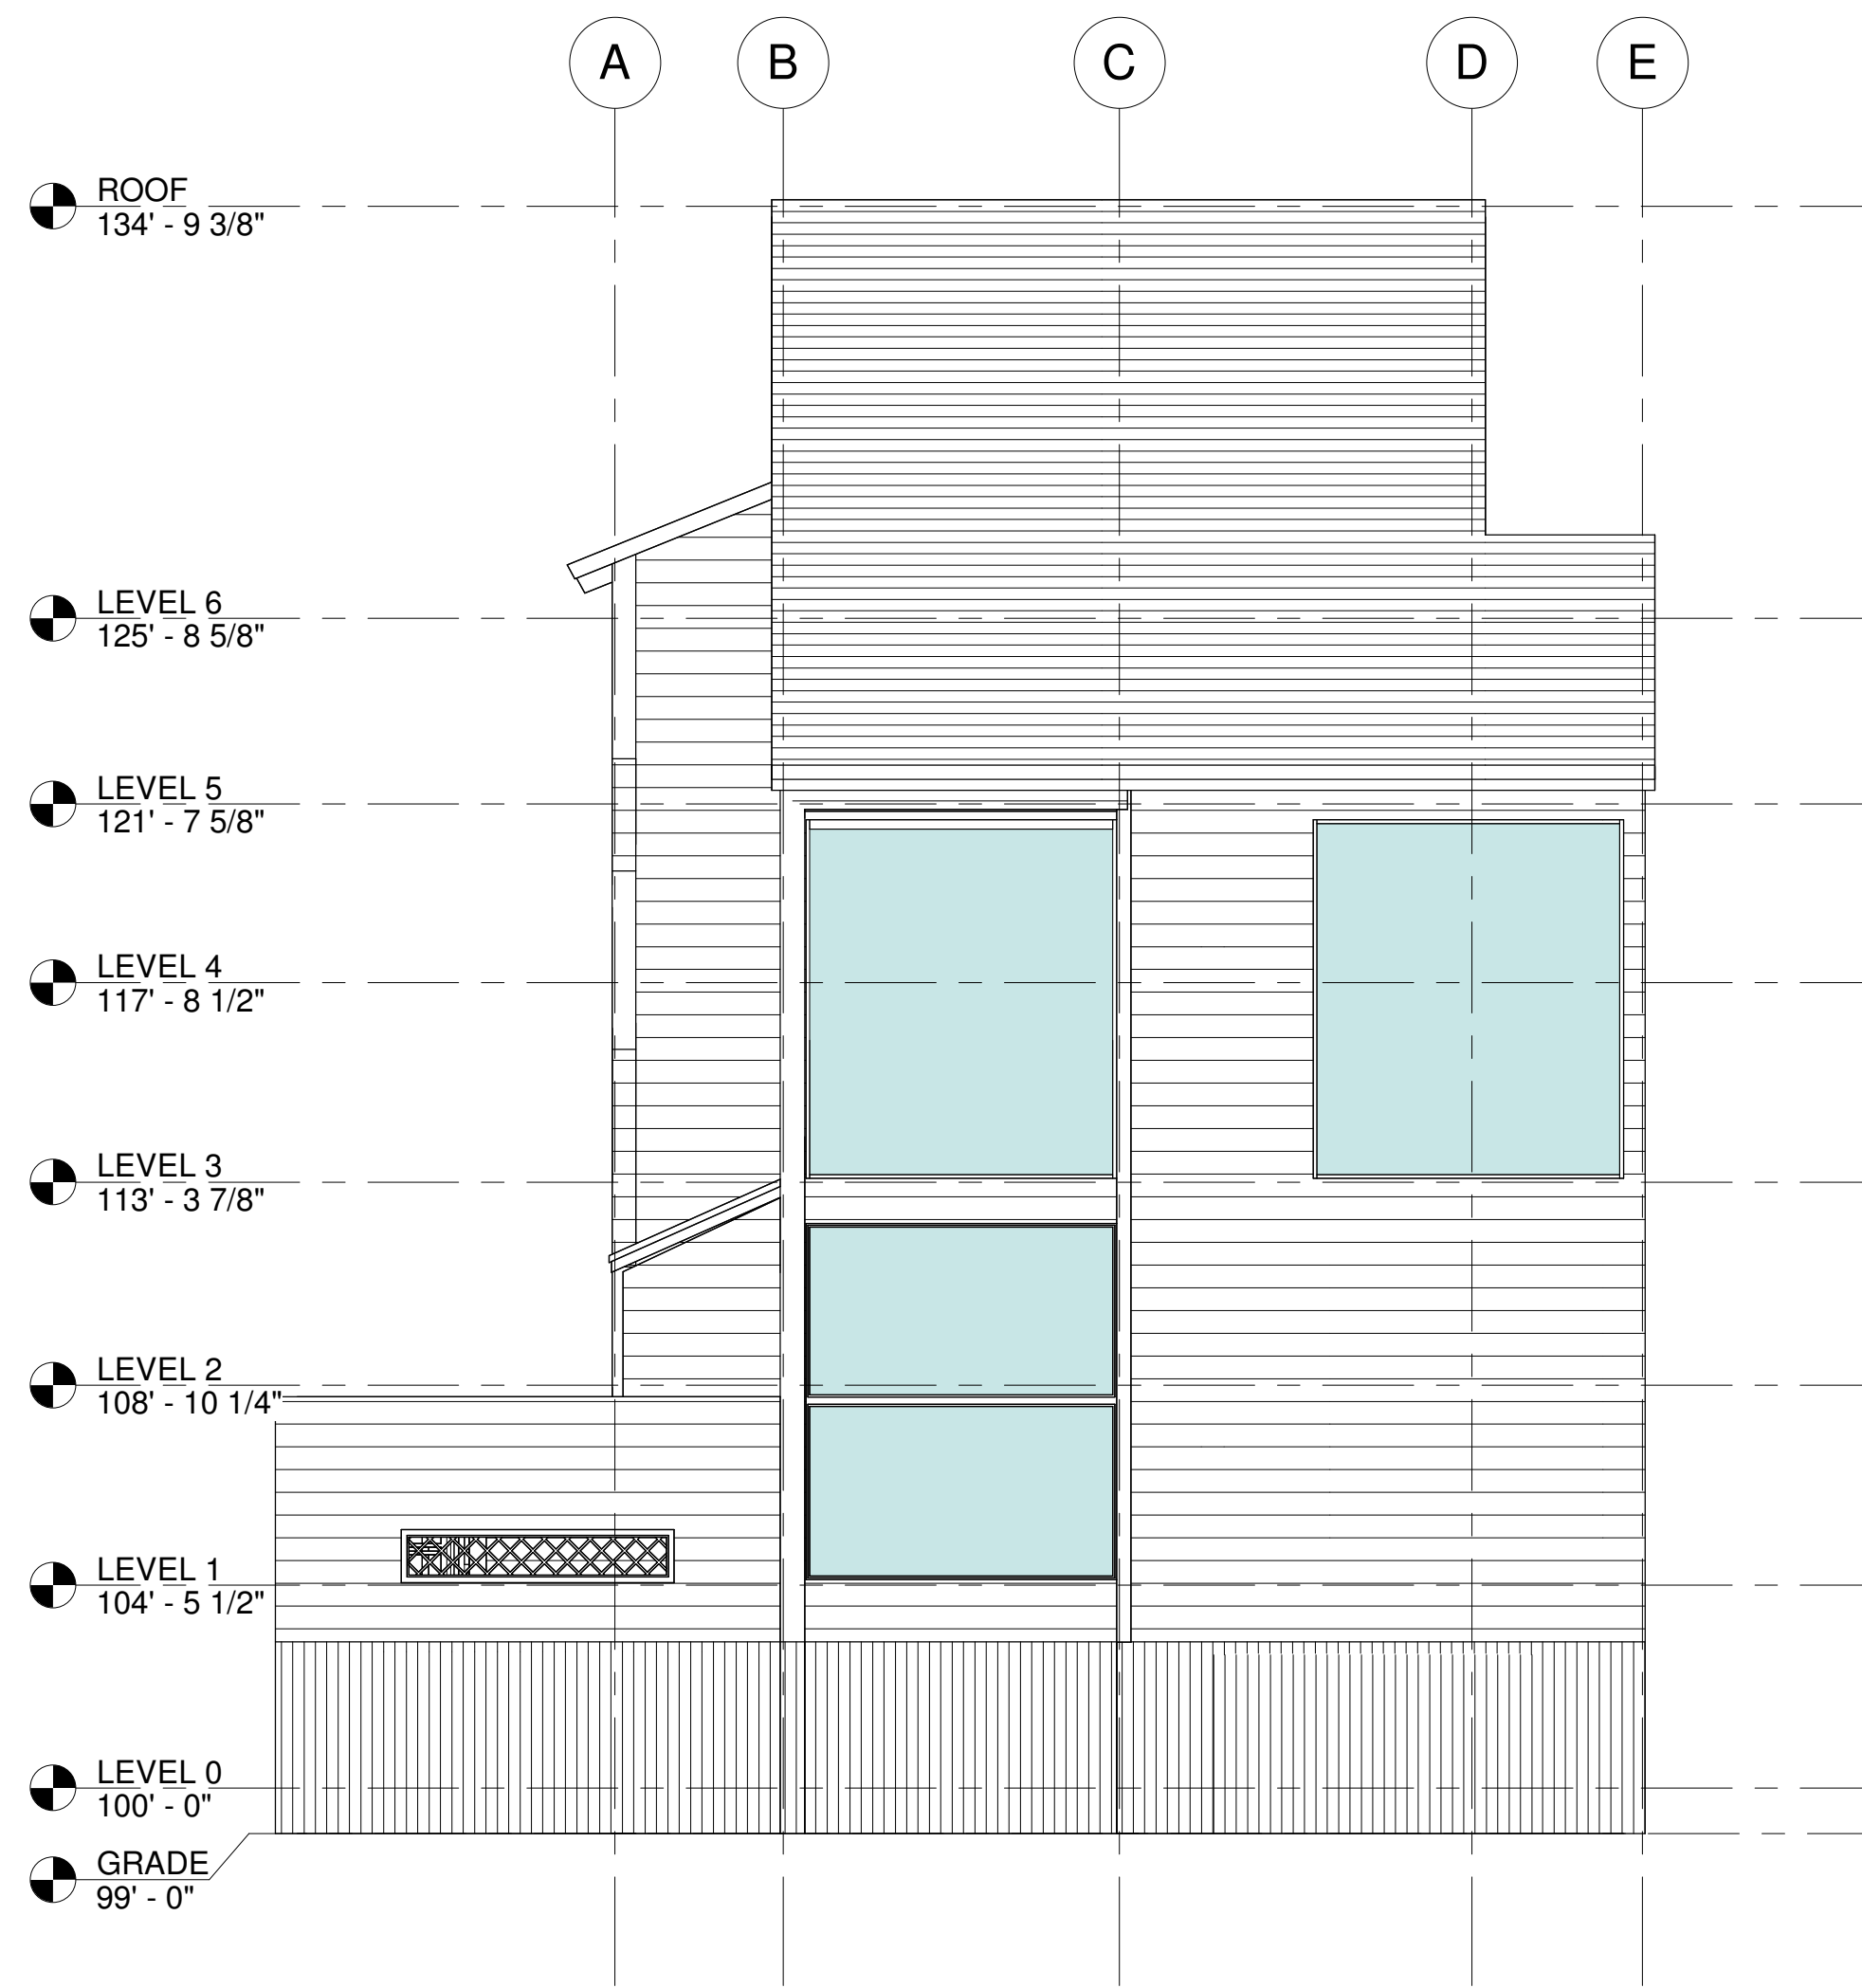 A B C D E
ROOF
134' - 9 3/8"
LEVEL 6
125' - 8 5/8"
LEVEL 5
121' - 7 5/8"
LEVEL 4
117' - 8 1/2"
LEVEL 3
113' - 3 7/8"
LEVEL 2
108' - 10 1/4"
LEVEL 1
104' - 5 1/2"
LEVEL 0
100' - 0"
GRADE
99' - 0"